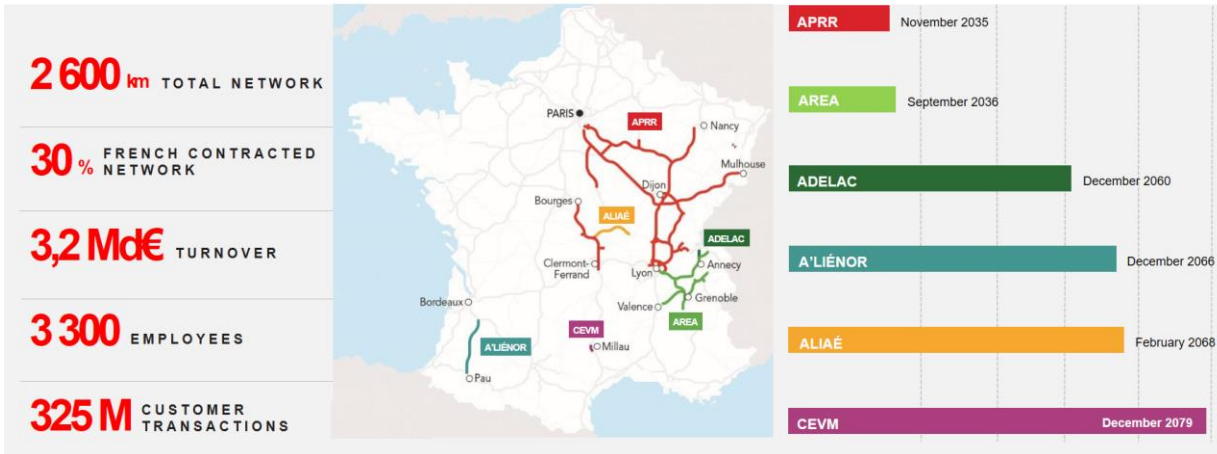 2 600 km TOTAL NETWORK
30 % FRENCH CONTRACTED
NETWORK
3,2 Md€ TURNOVER
3 300 EMPLOYEES
325 M CUSTOMER
TRANSACTIONS
PARIS
APRR
Nancy
Mulhouse
Dijon
Bourges
ALIAÉ
ADELAC
Clermont-
Ferrand
Lyon
Annecy
Bordeaux
Valence
Grenoble
AREA
CEVM
A'LIÉNOR
Millau
Pau
APRR November 2035
AREA September 2036
ADELAC December 2060
A'LIÉNOR December 2066
ALIAÉ February 2068
CEVM December 2079